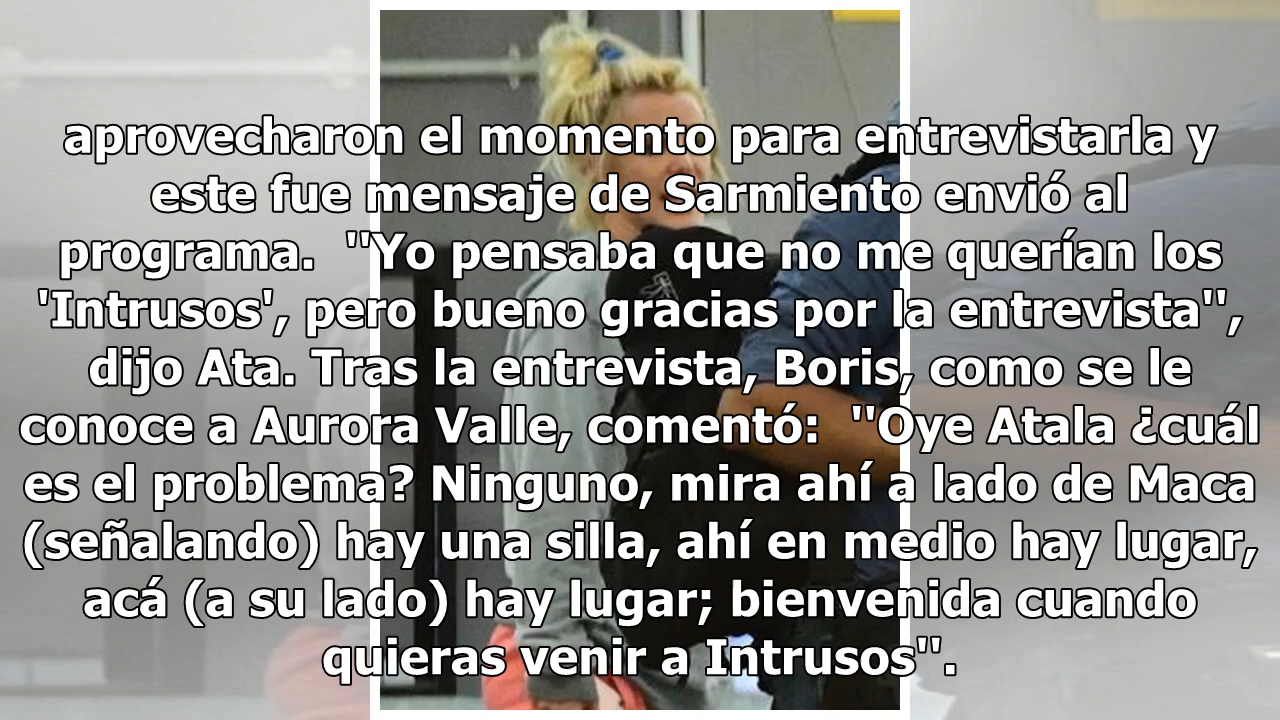 aprovecharon el momento para entrevistarla y
este fue mensaje de Sarmiento envió al
programa.  "Yo pensaba que no me querían los
'Intrusos', pero bueno gracias por la entrevista",
dijo Ata. Tras la entrevista, Boris, como se le
conoce a Aurora Valle, comentó:  "Oye Atala ¿cuál
es el problema? Ninguno, mira ahí a lado de Maca
(señalando) hay una silla, ahí en medio hay lugar,
acá (a su lado) hay lugar; bienvenida cuando
quieras venir a Intrusos".